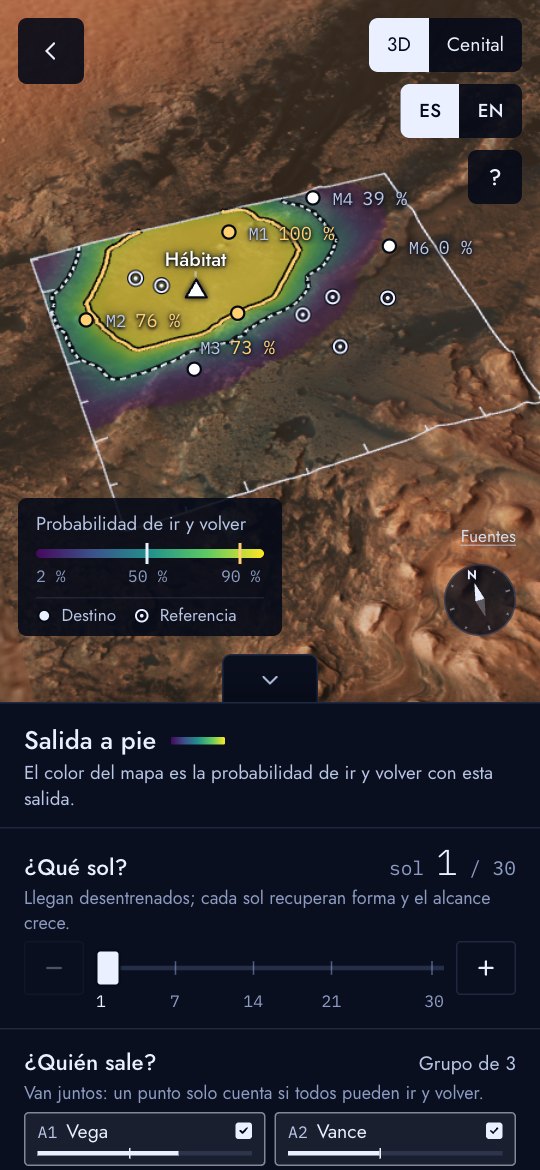 3D Cenital
ES EN
?
M4 39 %
M1 100 %
M6 0 %
Hábitat
M2 76 %
M3 73 %
Probabilidad de ir y volver
2 % 50 % 90 %
Destino Referencia
Fuentes
N
Salida a pie
El color del mapa es la probabilidad de ir y volver con esta
salida.
¿Qué sol? sol 1 / 30
Llegan desentrenados; cada sol recuperan forma y el alcance
crece.
− +
1 7 14 21 30
¿Quién sale? Grupo de 3
Van juntos: un punto solo cuenta si todos pueden ir y volver.
A1 Vega A2 Vance